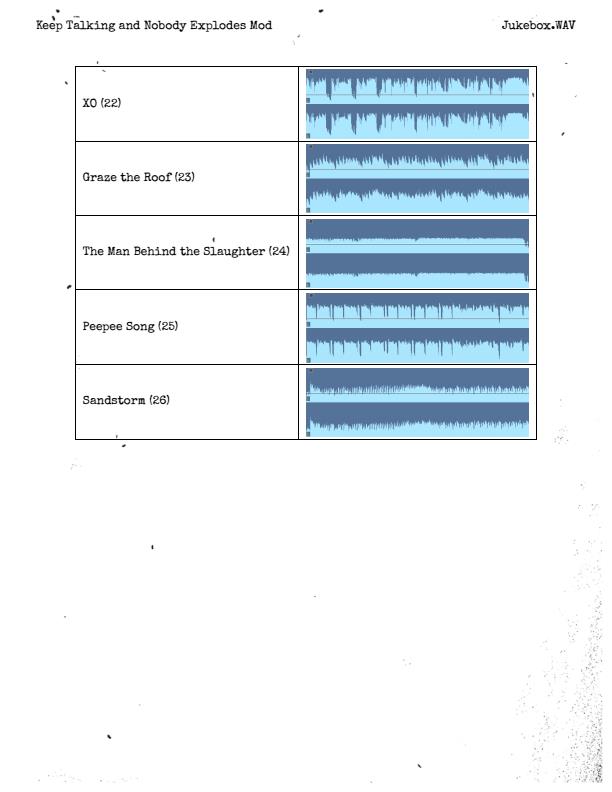 Keep Talking and Nobody Explodes Mod
Jukebox.WAV
XO (22)
Graze the Roof (23)
The Man Behind the Slaughter (24)
Peepee Song (25)
Sandstorm (26)